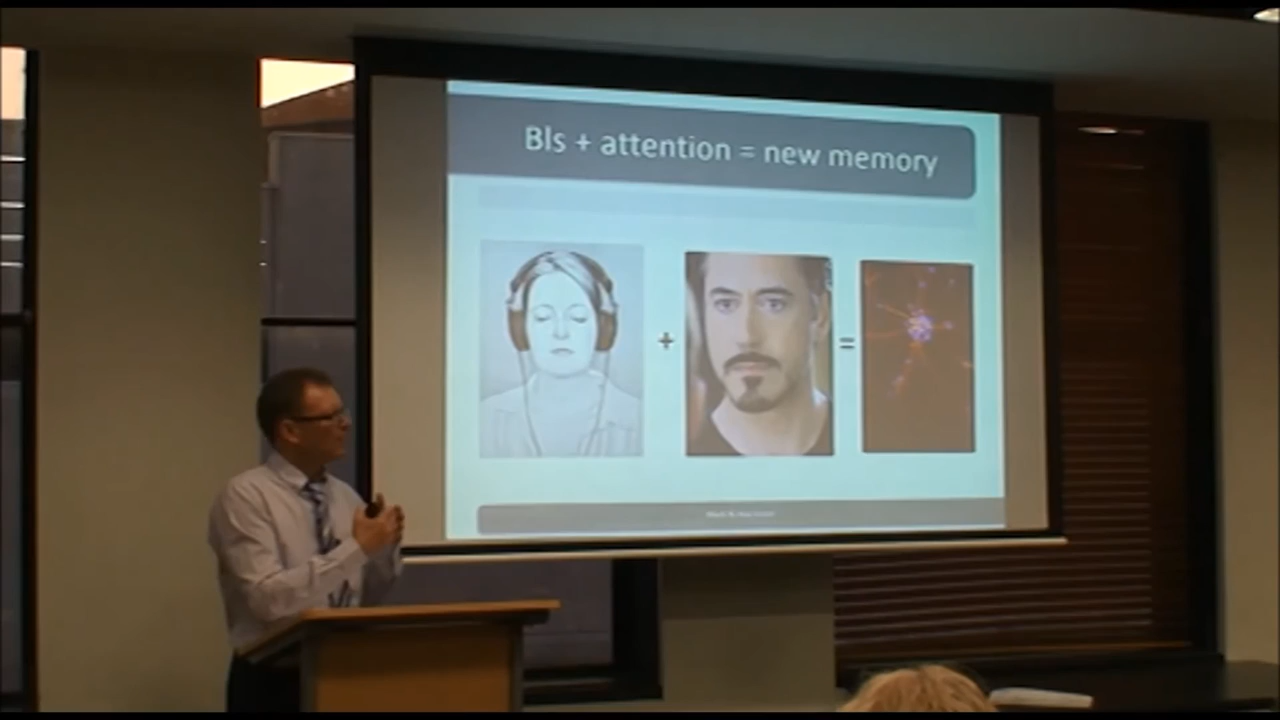 Bls + attention = new memory
+
=